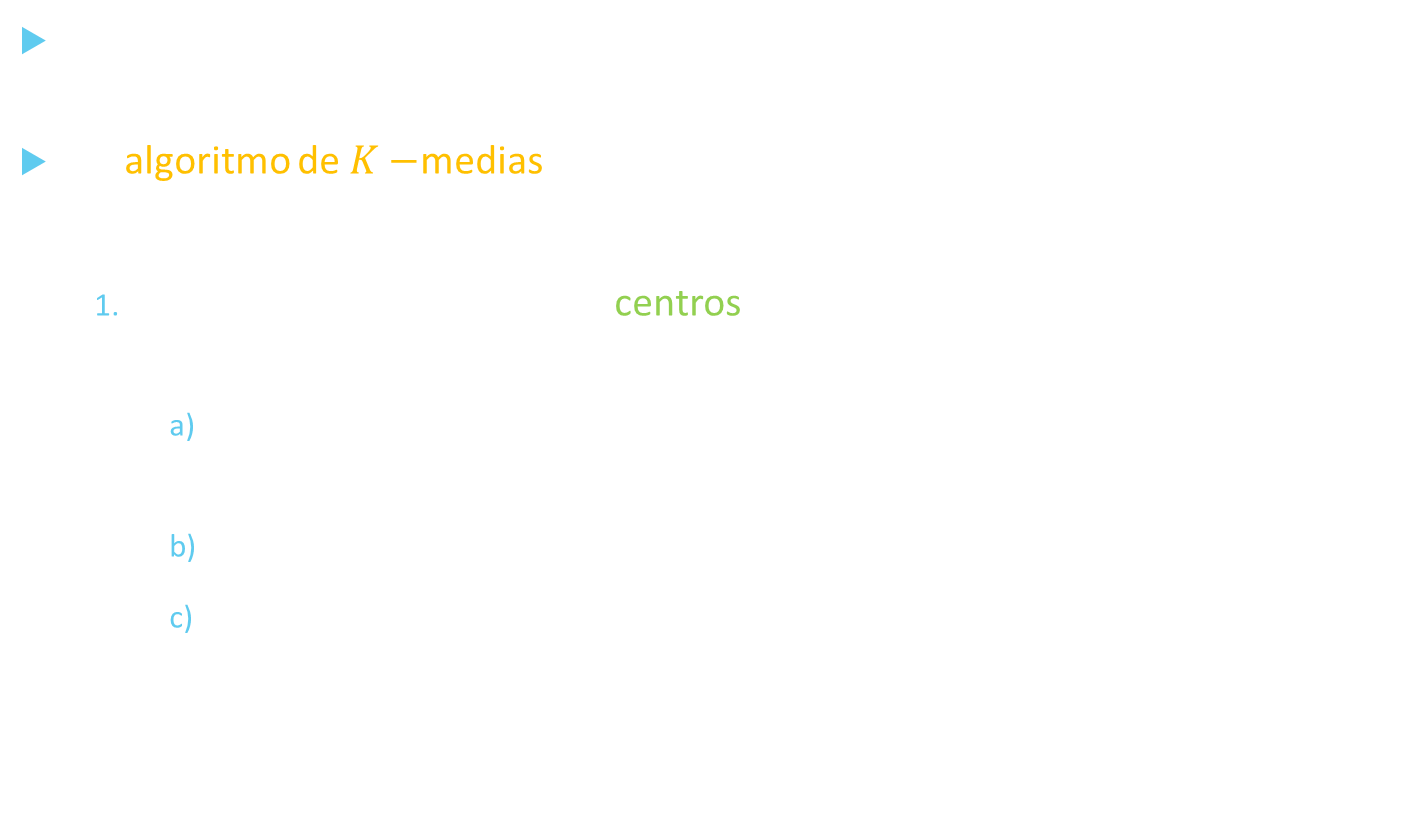 algoritmo de K −medias
1. centros
a)
b)
c)